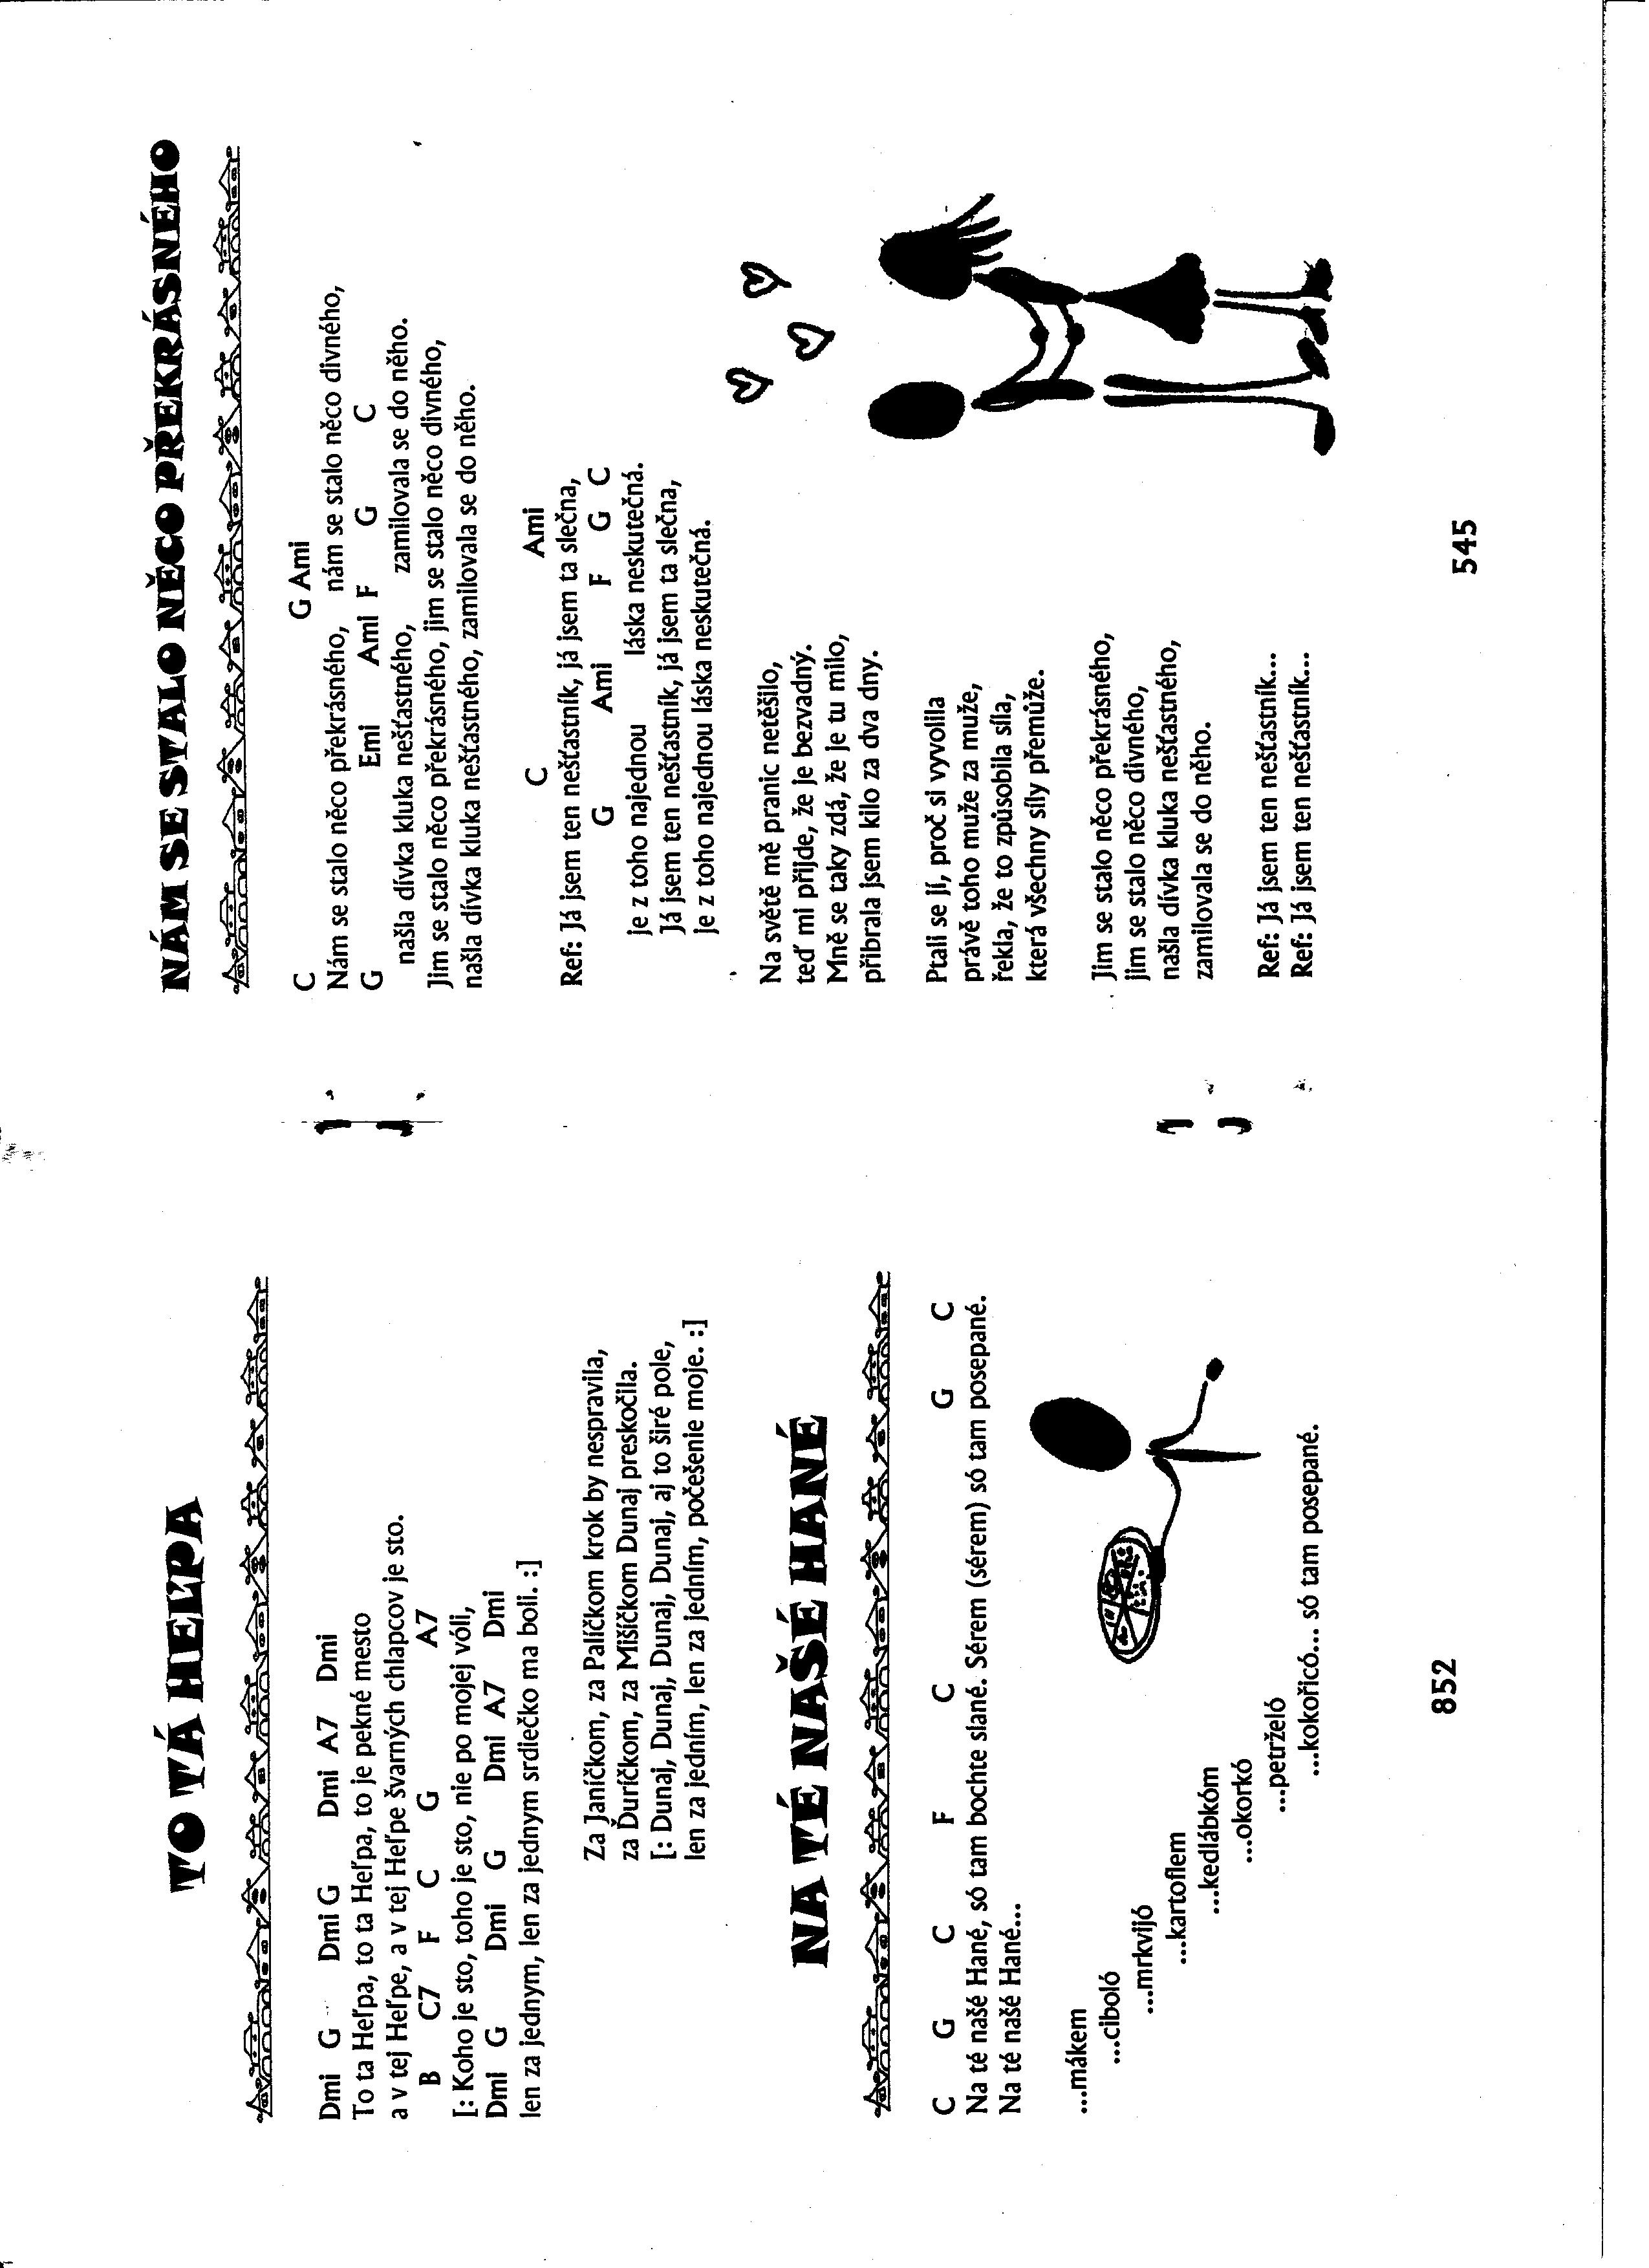 TO TÁ HEĽPA
Dmi G Dmi G Dmi A7 Dmi
To ta Heľpa, to ta Heľpa, to je pekné mesto
a v tej Heľpe, a v tej Heľpe švarných chlapcov je sto.
B C7 F C G A7
[: Koho je sto, toho je sto, nie po mojej vóli,
Dmi G Dmi G Dmi A7 Dmi
len za jednym, len za jednym srdiečko ma boli. :]
Za Janíčkom, za Palíčkom krok by nespravila,
za Ďuríčkom, za Mišíčkom Dunaj preskočila.
[: Dunaj, Dunaj, Dunaj, Dunaj, aj to širé pole,
len za jedním, len za jedním, počešenie moje. :]
NA TÉ NAŠÉ HANÉ
C G C F C G C
Na té našé Hané, só tam bochte slané. Sérem (sérem) só tam posepané.
Na té našé Hané...
...mákem
...ciboló
...mrkvijó
...kartoflem
...kedlábkóm
...okorkó
...petrželó
...kokořicó... só tam posepané.
852
NÁM SE STALO NĚCO PŘEKRÁSNÉHO
C G Ami
Nám se stalo něco překrásného, nám se stalo něco divného,
G Emi Ami F G C
našla dívka kluka nešťastného, zamilovala se do něho.
Jim se stalo něco překrásného, jim se stalo něco divného,
našla dívka kluka nešťastného, zamilovala se do něho.
C Ami
Ref: Já jsem ten nešťastník, já jsem ta slečna,
G Ami F G C
je z toho najednou láska neskutečná.
Já jsem ten nešťastník, já jsem ta slečna,
je z toho najednou láska neskutečná.
Na světě mě pranic netěšilo,
teď mi přijde, že je bezvadný.
Mně se taky zdá, že je tu milo,
přibrala jsem kilo za dva dny.
Ptali se jí, proč si vyvolila
právě toho muže za muže,
řekla, že to způsobila síla,
která všechny síly přemůže.
Jim se stalo něco překrásného,
jim se stalo něco divného,
našla dívka kluka nešťastného,
zamilovala se do něho.
Ref: Já jsem ten nešťastník...
Ref: Já jsem ten nešťastník...
545